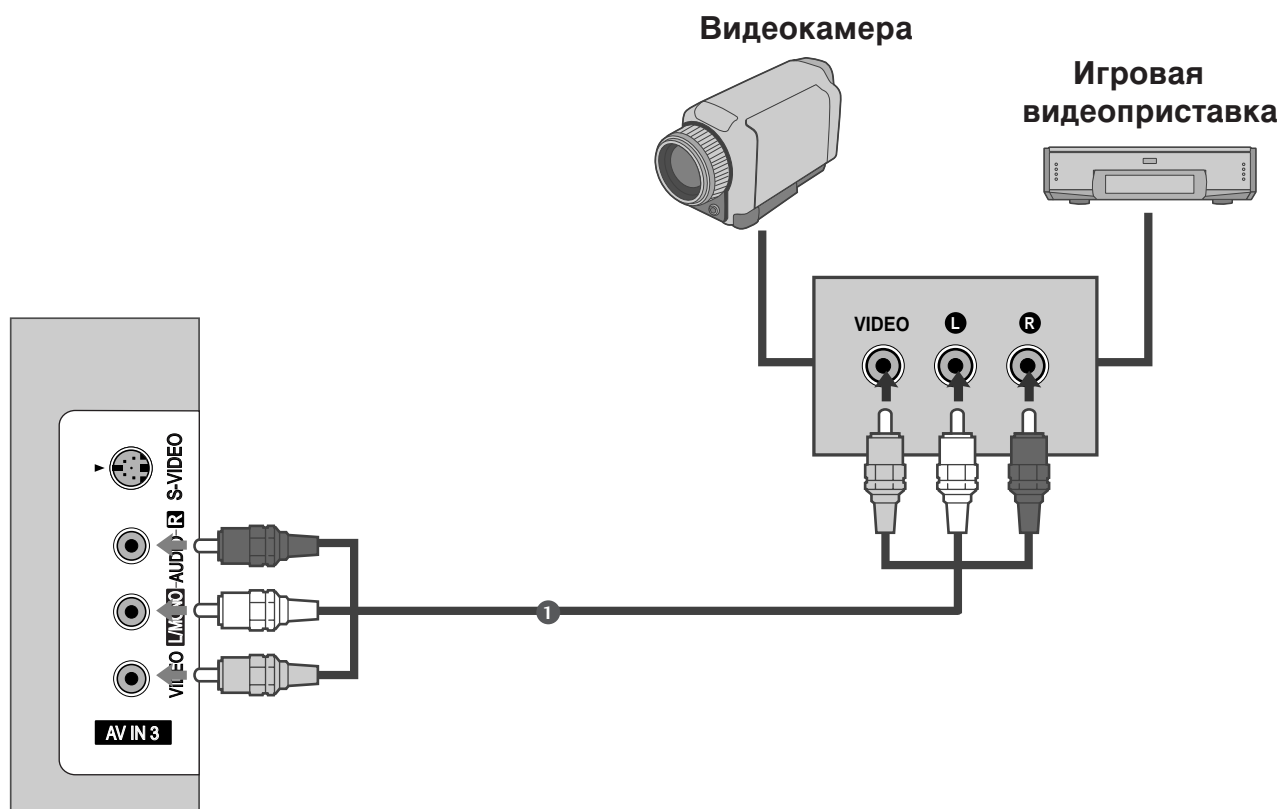 Видеокамера
Игровая
видеоприставка
VIDEO L R
S-VIDEO
VIDEO L/MONO AUDIO R
1
AV IN 3